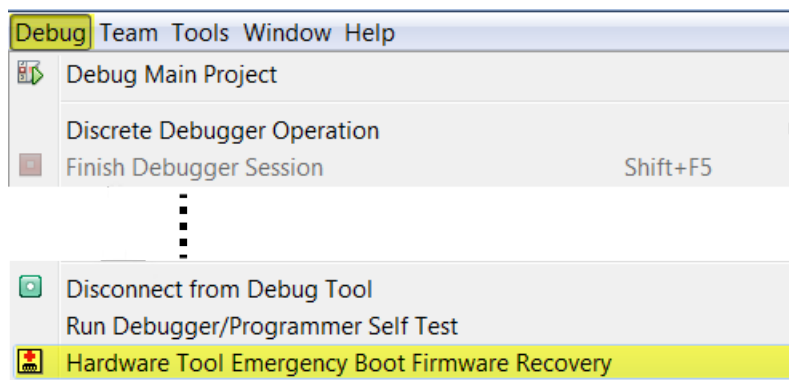 Debug Team Tools Window Help
Debug Main Project
Discrete Debugger Operation
Finish Debugger Session Shift+F5
Disconnect from Debug Tool
Run Debugger/Programmer Self Test
Hardware Tool Emergency Boot Firmware Recovery